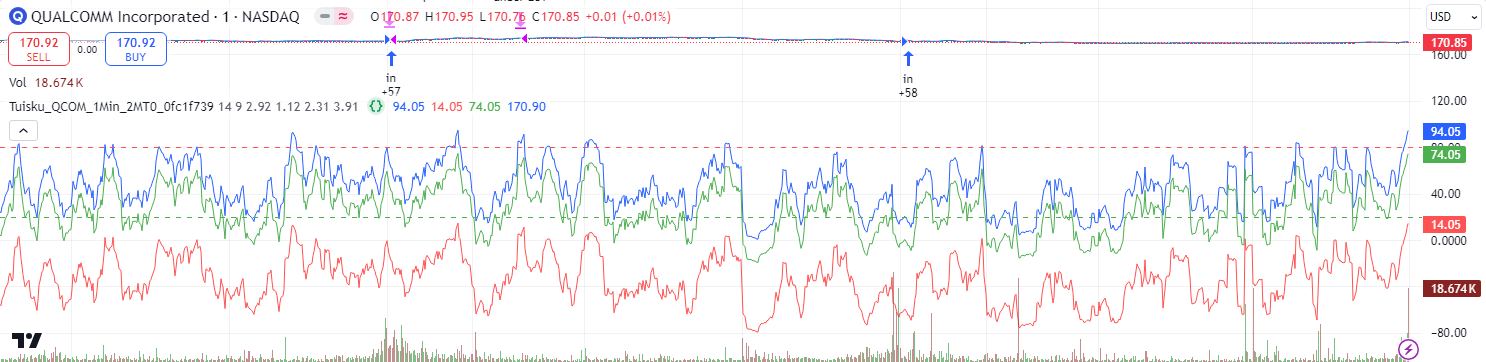 QUALCOMM Incorporated · 1 · NASDAQ O170.87 H170.95 L170.76 C170.85 +0.01 (+0.01%)
USD
170.92
SELL
0.00
170.92
BUY
170.85
160.00
Vol 18.674 K
in
+57
in
+58
Tuisku_QCOM_1Min_2MT0_0fc1f739 14 9 2.92 1.12 2.31 3.91 {} 94.05 14.05 74.05 170.90
120.00
94.05
74.05
40.00
14.05
0.0000
18.674 K
−80.00